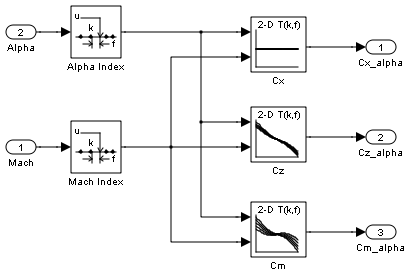 2
Alpha
u
k
f
Alpha Index
2-D T(k,f)
Cx
1
Cx_alpha
1
Mach
u
k
f
Mach Index
2-D T(k,f)
Cz
2
Cz_alpha
2-D T(k,f)
Cm
3
Cm_alpha